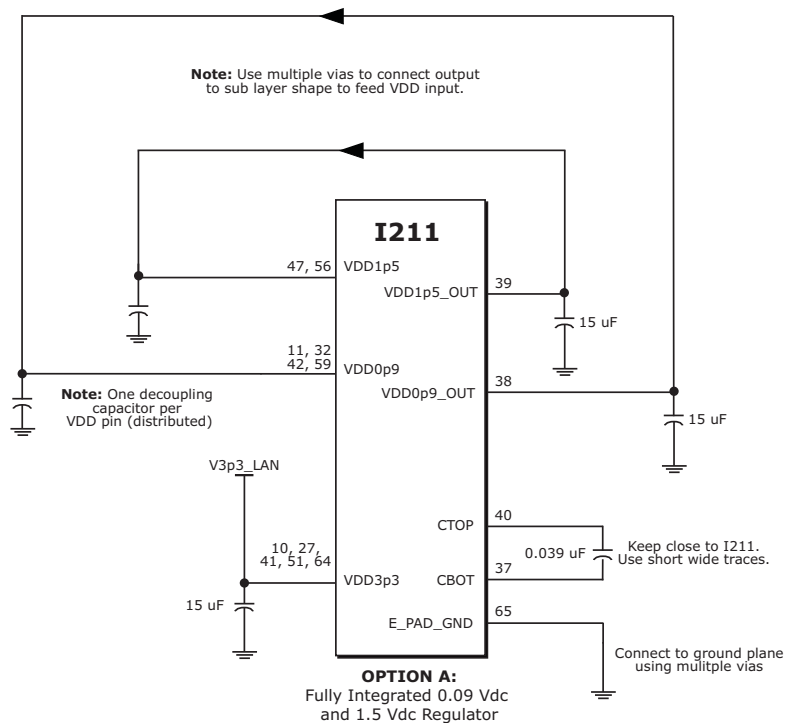 Note: Use multiple vias to connect output
to sub layer shape to feed VDD input.
I211
47, 56
VDD1p5
39
VDD1p5_OUT
15 uF
11, 32
42, 59
VDD0p9
38
VDD0p9_OUT
Note: One decoupling
capacitor per
VDD pin (distributed)
15 uF
V3p3_LAN
40
CTOP
10, 27,
41, 51, 64
VDD3p3
0.039 uF
Keep close to I211.
Use short wide traces.
37
CBOT
15 uF
65
E_PAD_GND
Connect to ground plane
using mulitple vias
OPTION A:
Fully Integrated 0.09 Vdc
and 1.5 Vdc Regulator